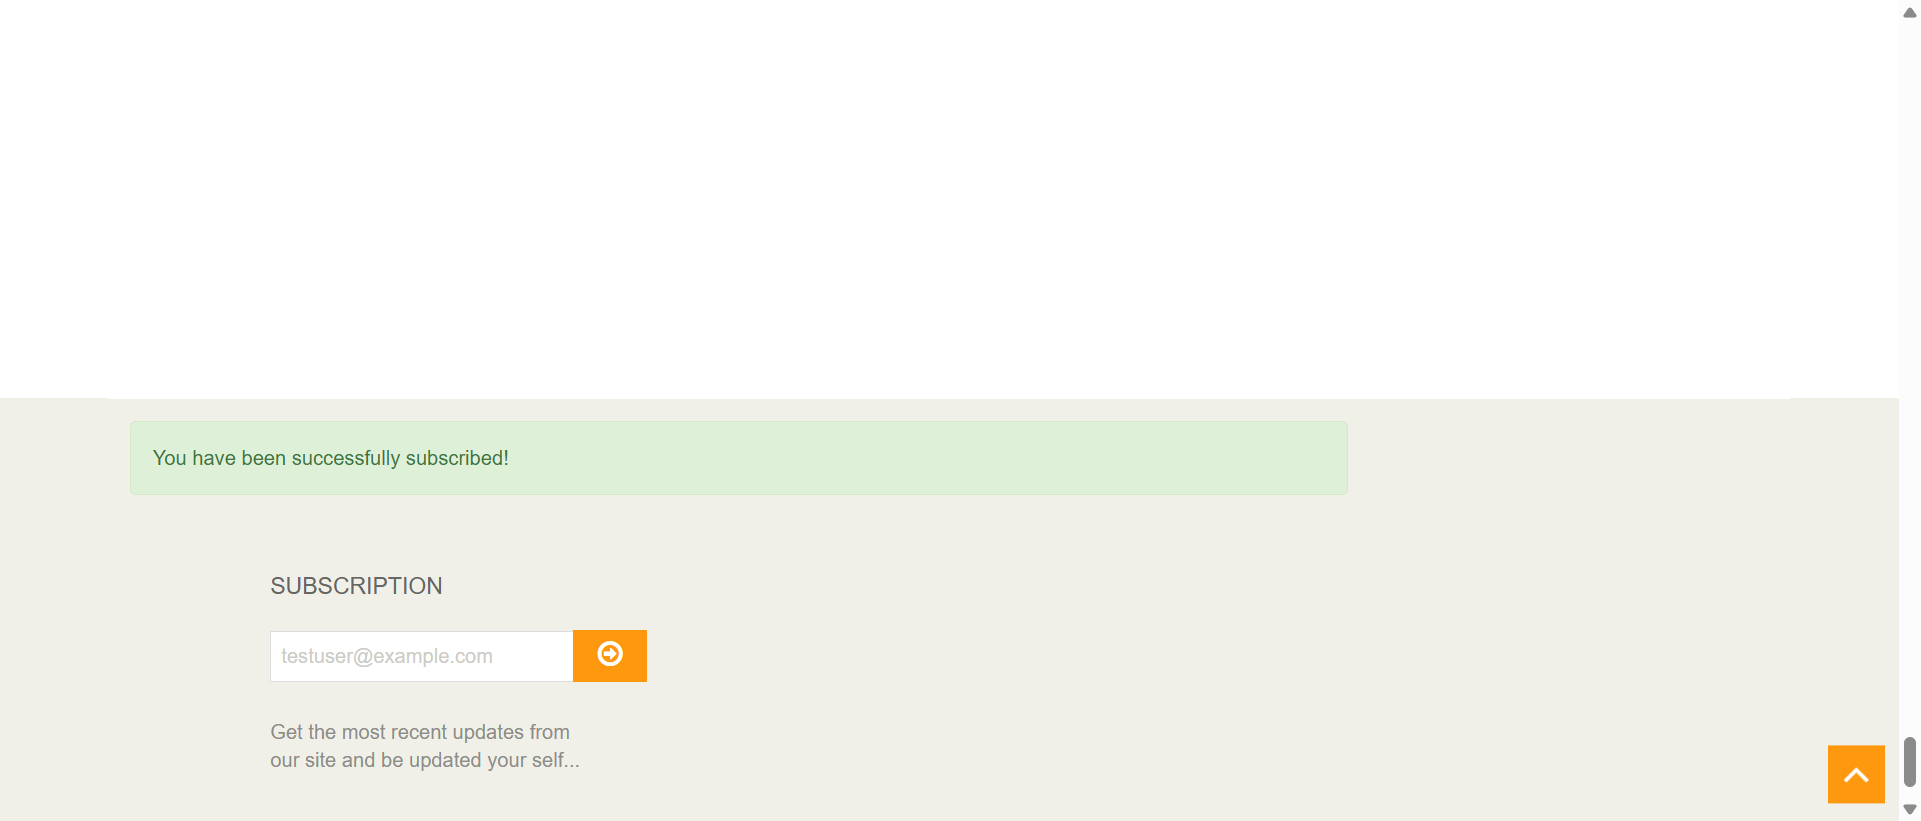 You have been successfully subscribed!
SUBSCRIPTION
testuser@example.com
Get the most recent updates from
our site and be updated your self...